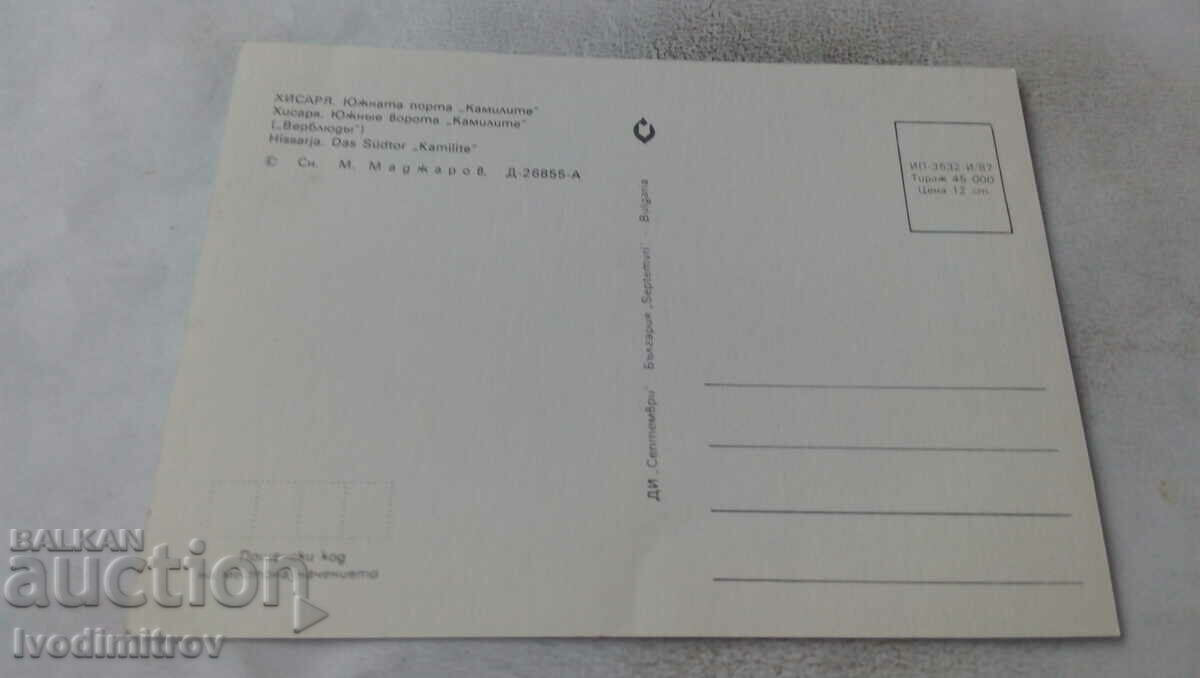 ХИСАРЯ. Южната порта „Камилите"
Хисаря. Южные ворота „Камилите"
(„Верблюды")
Hissarja. Das Südtor „Kamilite"
© Сн. М. Маджаров. Д-26855-А
ДИ „Септември" България „Septemvri" - Bulgaria
ИП-3532-И/87
Тираж 45 000
Цена 12 ст.
код
BALKAN
auction
Ivodimitrov